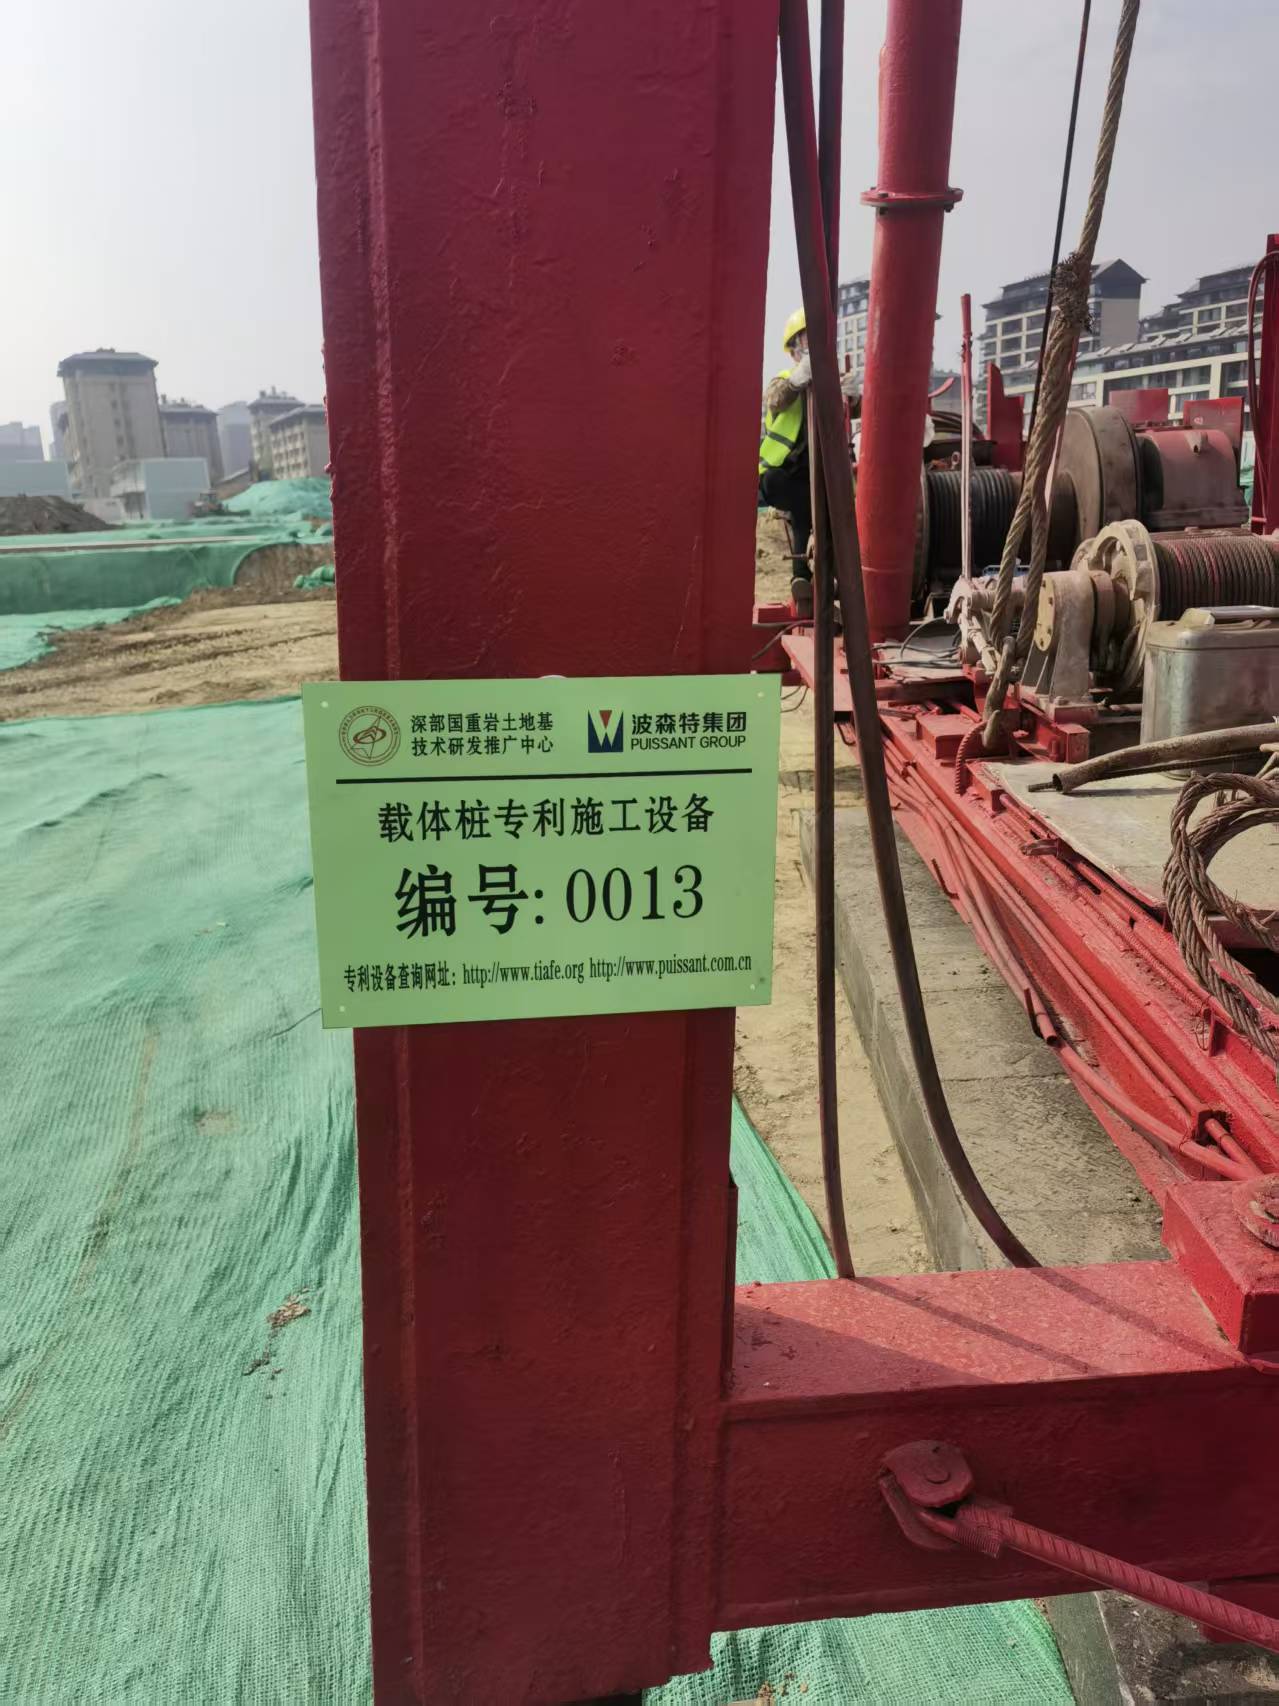 深部国重岩土地基
技术研发推广中心
波森特集团
PUISSANT GROUP
载体桩专利施工设备
编号: 0013
专利设备查询网址: http://www.tiafe.org http://www.puissant.com.cn